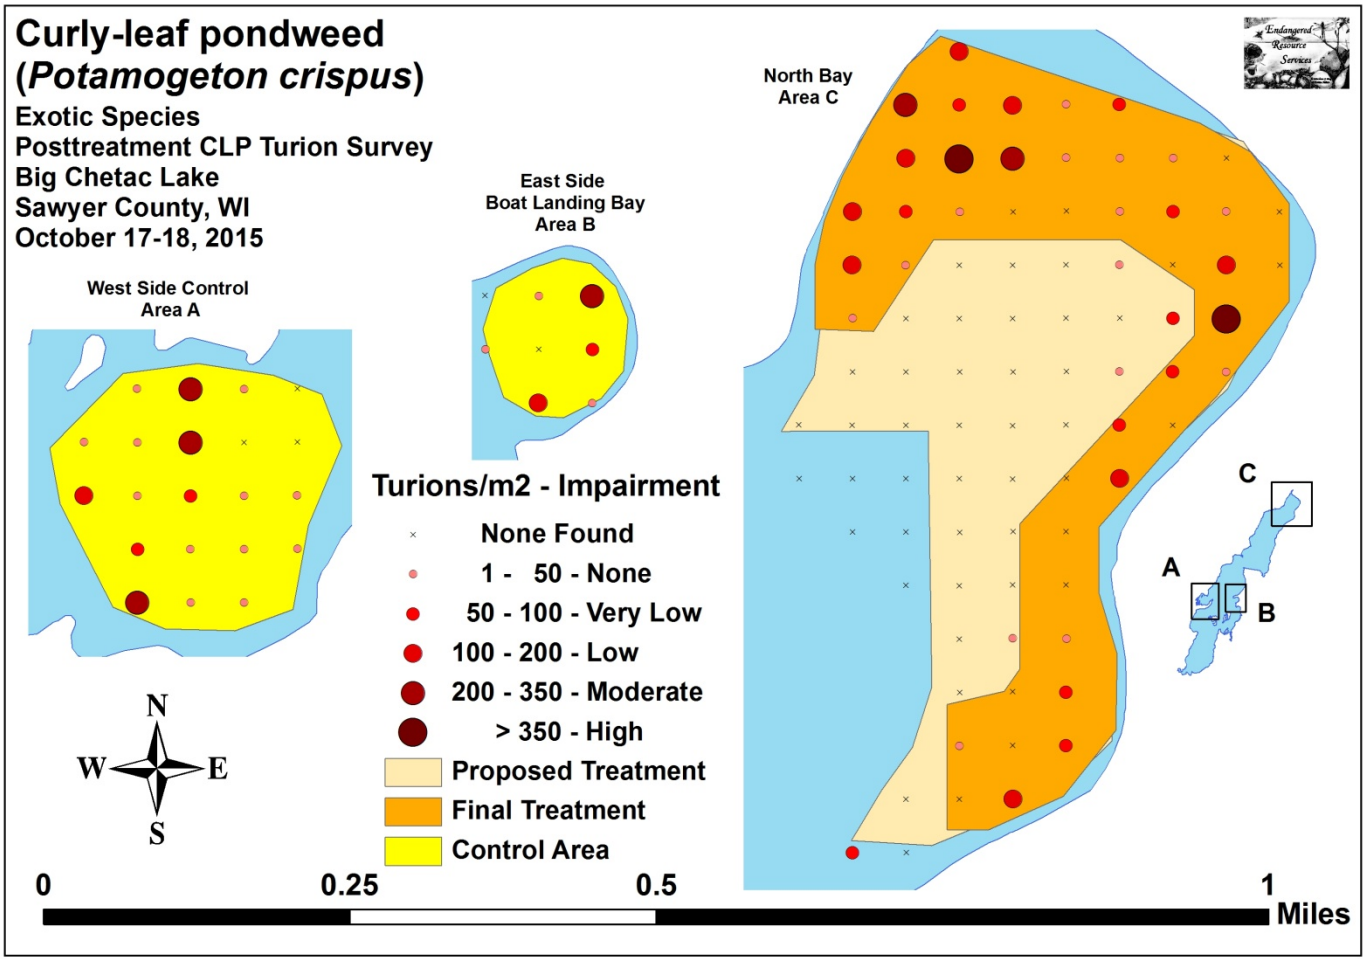 Curly-leaf pondweed
(Potamogeton crispus)
Exotic Species
Posttreatment CLP Turion Survey
Big Chetac Lake
Sawyer County, WI
October 17-18, 2015
North Bay
Area C
Endangered
Resource
Services
East Side
Boat Landing Bay
Area B
West Side Control
Area A
Turions/m2 - Impairment
None Found
1 - 50 - None
50 - 100 - Very Low
100 - 200 - Low
200 - 350 - Moderate
> 350 - High
Proposed Treatment
Final Treatment
Control Area
C
A
B
N
W E
S
0 0.25 0.5 1
Miles